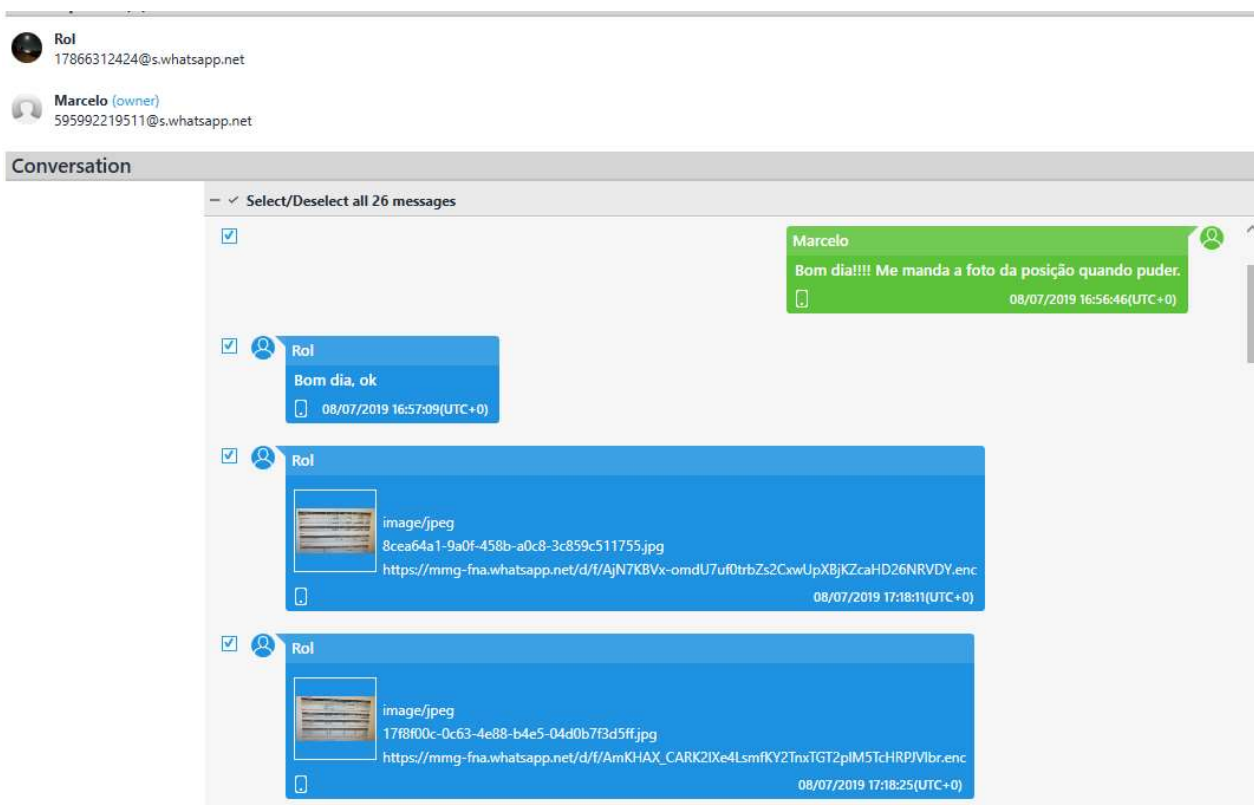 Rol
17866312424@s.whatsapp.net
Marcelo (owner)
595992219511@s.whatsapp.net
Conversation
Select/Deselect all 26 messages
Marcelo
Bom dia!!!! Me manda a foto da posição quando puder.
08/07/2019 16:56:46(UTC+0)
Rol
Bom dia, ok
08/07/2019 16:57:09(UTC+0)
Rol
image/jpeg
8cea64a1-9a0f-458b-a0c8-3c859c511755.jpg
https://mmg-fna.whatsapp.net/d/f/AjN7KBVx-omdU7uf0trbZs2CxwUpXBjKZcaHD26NRVDY.enc
08/07/2019 17:18:11(UTC+0)
Rol
image/jpeg
17f8f00c-0c63-4e88-b4e5-04d0b7f3d5ff.jpg
https://mmg-fna.whatsapp.net/d/f/AmKHAX_CARK2IXe4LsmfKY2TnxTGT2pIM5TcHRPJVIbr.enc
08/07/2019 17:18:25(UTC+0)